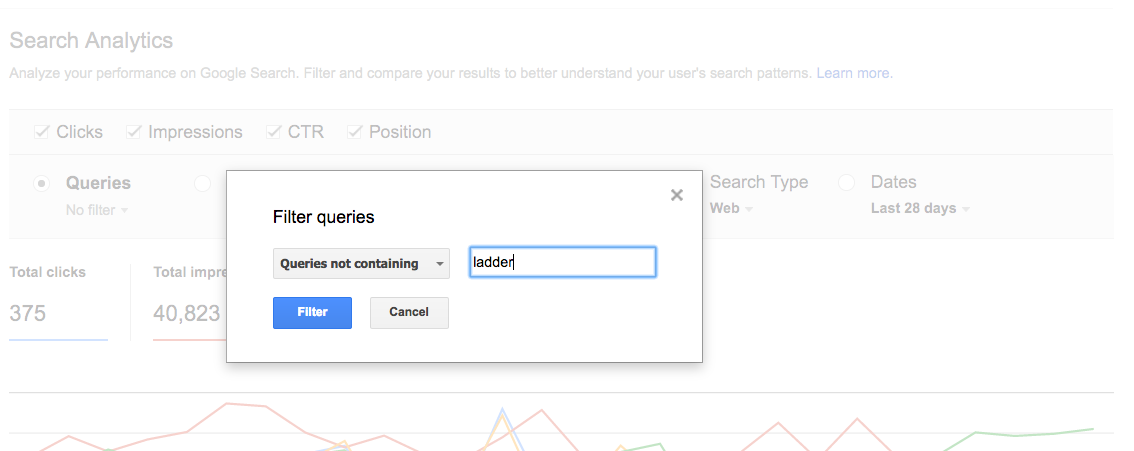 Search Analytics
Analyze your performance on Google Search. Filter and compare your results to better understand your user's search patterns. Learn more.
Clicks Impressions CTR Position
Queries Search Type Dates
No filter Web Last 28 days
Filter queries
Queries not containing ladder
Filter Cancel
Total clicks Total impre
375 40,823